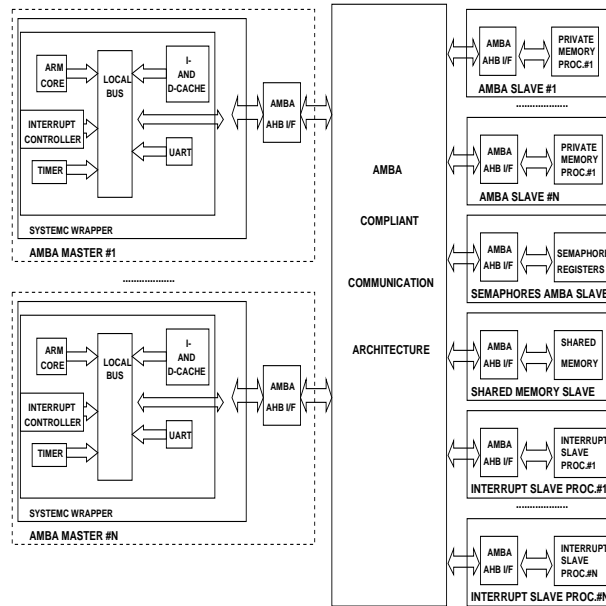 ARM
CORE
LOCAL
BUS
I-
AND
D-CACHE
INTERRUPT
CONTROLLER
TIMER
UART
AMBA
AHB I/F
SYSTEMC WRAPPER
AMBA MASTER #1
...................
ARM
CORE
LOCAL
BUS
I-
AND
D-CACHE
INTERRUPT
CONTROLLER
TIMER
UART
AMBA
AHB I/F
SYSTEMC WRAPPER
AMBA MASTER #N
AMBA
COMPLIANT
COMMUNICATION
ARCHITECTURE
AMBA
AHB I/F
PRIVATE
MEMORY
PROC.#1
AMBA SLAVE #1
...................
AMBA
AHB I/F
PRIVATE
MEMORY
PROC.#1
AMBA SLAVE #N
AMBA
AHB I/F
SEMAPHORE
REGISTERS
SEMAPHORES AMBA SLAVE
AMBA
AHB I/F
SHARED
MEMORY
SHARED MEMORY SLAVE
AMBA
AHB I/F
INTERRUPT
SLAVE
PROC.#1
INTERRUPT SLAVE PROC.#1
...................
AMBA
AHB I/F
INTERRUPT
SLAVE
PROC.#N
INTERRUPT SLAVE PROC.#N